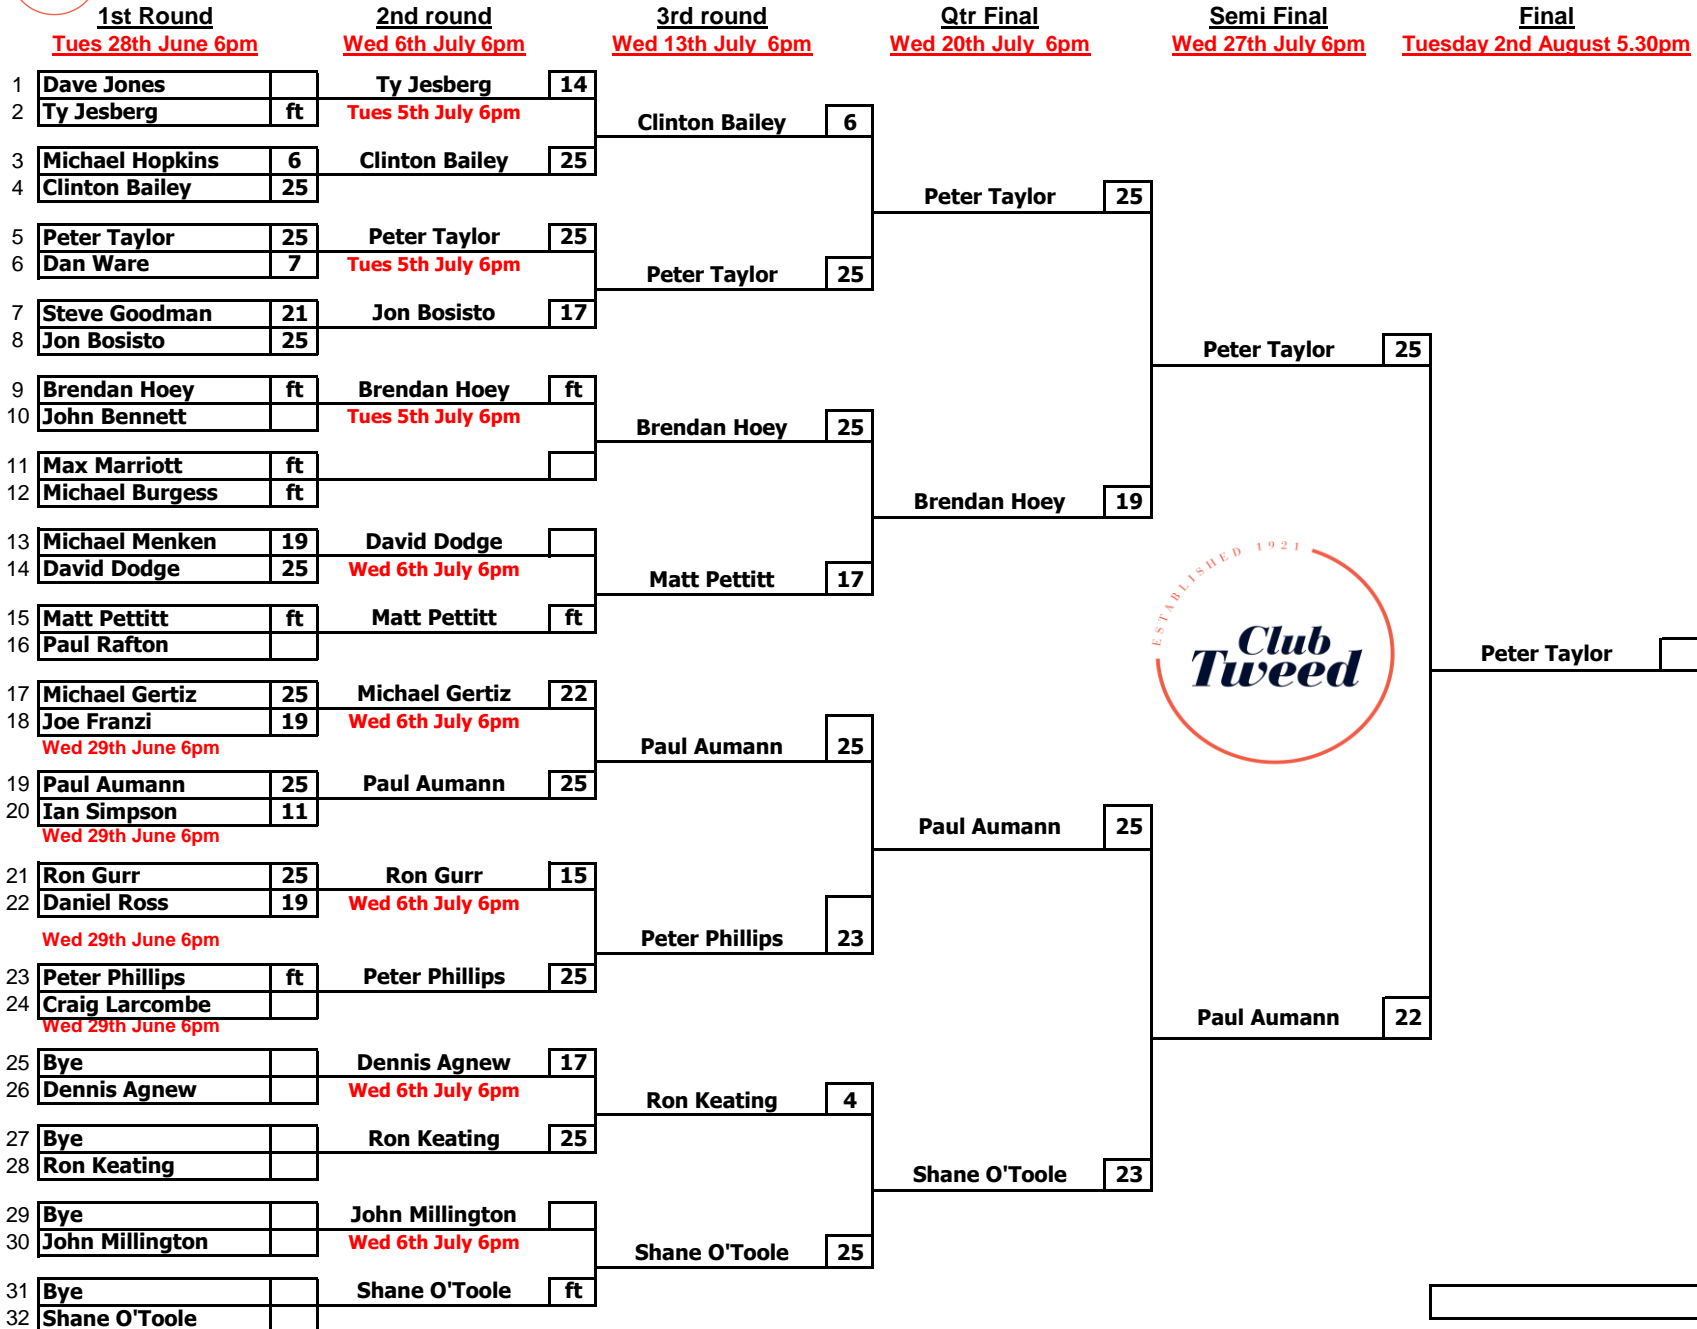 1st Round 2nd round 3rd round Qtr Final Semi Final Final
Tues 28th June 6pm Wed 6th July 6pm Wed 13th July 6pm Wed 20th July 6pm Wed 27th July 6pm Tuesday 2nd August 5.30pm
1 Dave Jones Ty Jesberg 14
2 Ty Jesberg ft Tues 5th July 6pm
Clinton Bailey 6
3 Michael Hopkins 6 Clinton Bailey 25
4 Clinton Bailey 25
Peter Taylor 25
5 Peter Taylor 25 Peter Taylor 25
6 Dan Ware 7 Tues 5th July 6pm
Peter Taylor 25
7 Steve Goodman 21 Jon Bosisto 17
8 Jon Bosisto 25
Peter Taylor 25
9 Brendan Hoey ft Brendan Hoey ft
10 John Bennett Tues 5th July 6pm
Brendan Hoey 25
11 Max Marriott ft
12 Michael Burgess ft
Brendan Hoey 19
13 Michael Menken 19 David Dodge
14 David Dodge 25 Wed 6th July 6pm
Matt Pettitt 17
15 Matt Pettitt ft Matt Pettitt ft
16 Paul Rafton
ESTABLISHED 1921
Club
Tweed
Peter Taylor
17 Michael Gertiz 25 Michael Gertiz 22
18 Joe Franzi 19 Wed 6th July 6pm
Wed 29th June 6pm
Paul Aumann 25
19 Paul Aumann 25 Paul Aumann 25
20 Ian Simpson 11
Wed 29th June 6pm
Paul Aumann 25
21 Ron Gurr 25 Ron Gurr 15
22 Daniel Ross 19 Wed 6th July 6pm
Wed 29th June 6pm
Peter Phillips 23
23 Peter Phillips ft Peter Phillips 25
24 Craig Larcombe
Wed 29th June 6pm
Paul Aumann 22
25 Bye Dennis Agnew 17
26 Dennis Agnew Wed 6th July 6pm
Ron Keating 4
27 Bye Ron Keating 25
28 Ron Keating
Shane O'Toole 23
29 Bye John Millington
30 John Millington Wed 6th July 6pm
Shane O'Toole 25
31 Bye Shane O'Toole ft
32 Shane O'Toole